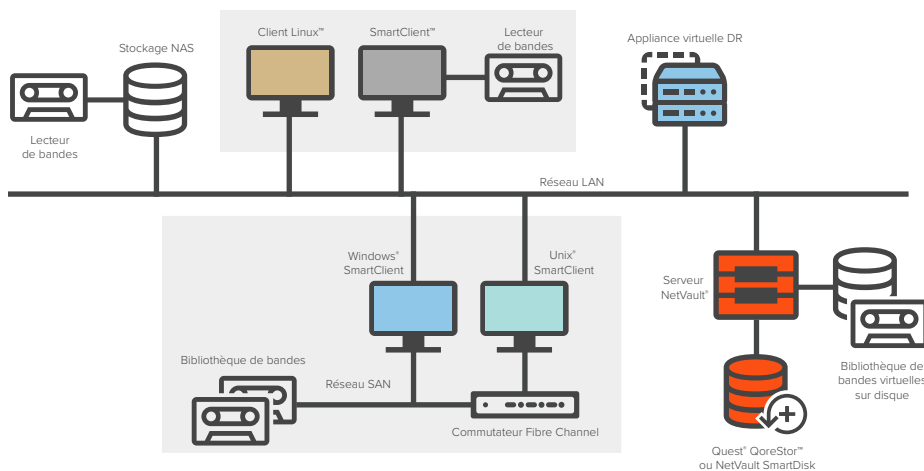 Stockage NAS
Lecteur
de bandes
Client Linux™
SmartClient™
Lecteur
de bandes
Appliance virtuelle DR
Réseau LAN
Windows®
SmartClient
Unix®
SmartClient
Bibliothèque de bandes
Réseau SAN
Commutateur Fibre Channel
Serveur
NetVault®
Bibliothèque de
bandes virtuelles
sur disque
Quest® QoreStor™
ou NetVault SmartDisk